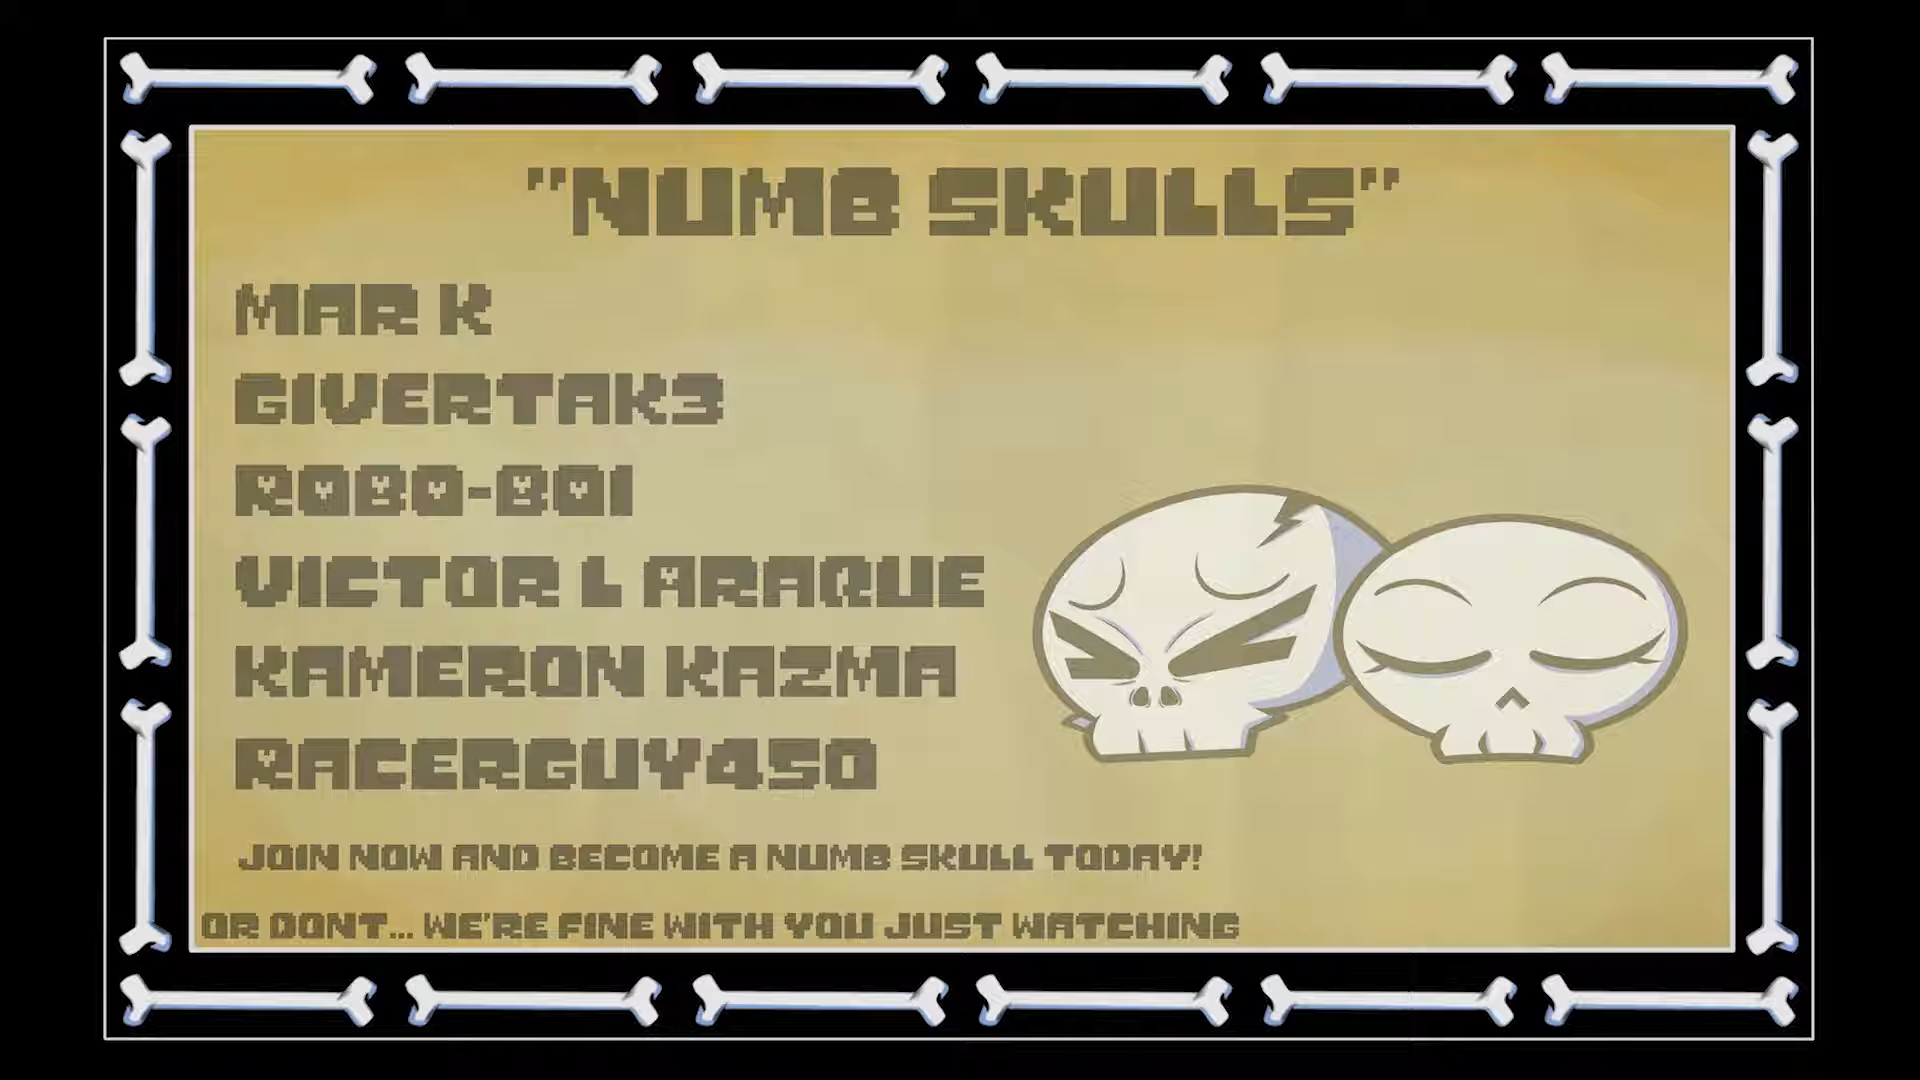 "NUMB SKULLS"
MAR K
GIVERTAK3
ROBO-BOI
VICTOR L ARAQUE
KAMERON KAZMA
RACERGUY450
JOIN NOW AND BECOME A NUMB SKULL TODAY!
OR DONT... WE'RE FINE WITH YOU JUST WATCHING